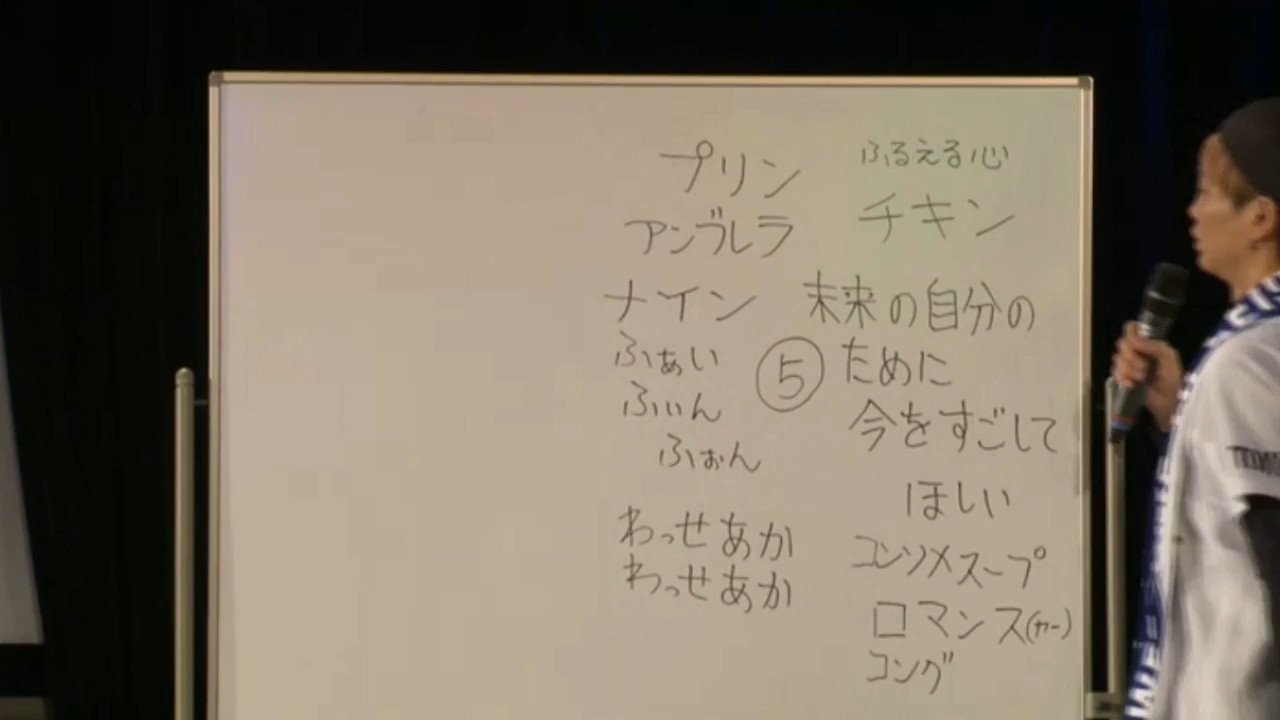 ふるえる心
チキン
未来の自分の
ために
今をすごして
ほしい
コンソメスープ
ロマンス(カー)
コング
プリン
アンブレラ
ナイン
ふぁい
ふぃん
ふぉん
⑤
わっせあか
わっせあか